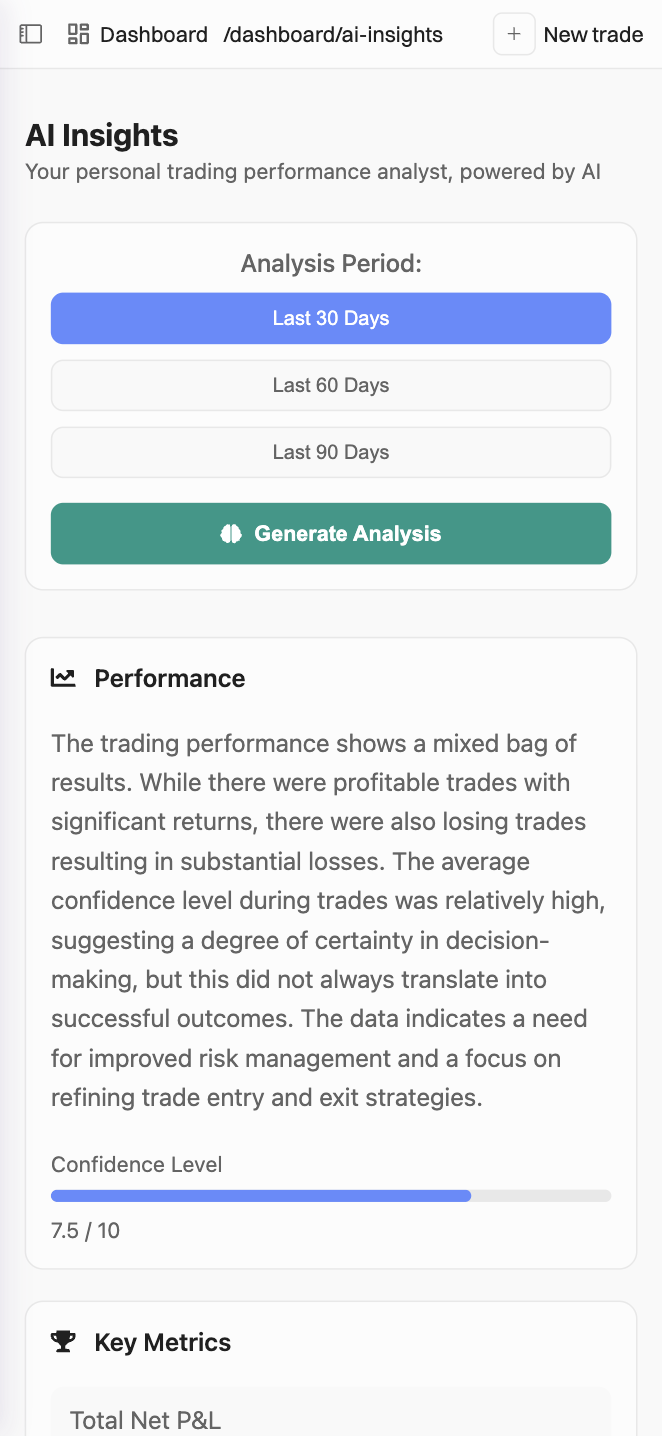 Dashboard /dashboard/ai-insights + New trade
AI Insights
Your personal trading performance analyst, powered by AI
Analysis Period:
Last 30 Days
Last 60 Days
Last 90 Days
Generate Analysis
Performance
The trading performance shows a mixed bag of
results. While there were profitable trades with
significant returns, there were also losing trades
resulting in substantial losses. The average
confidence level during trades was relatively high,
suggesting a degree of certainty in decision-
making, but this did not always translate into
successful outcomes. The data indicates a need
for improved risk management and a focus on
refining trade entry and exit strategies.
Confidence Level
7.5 / 10
Key Metrics
Total Net P&L